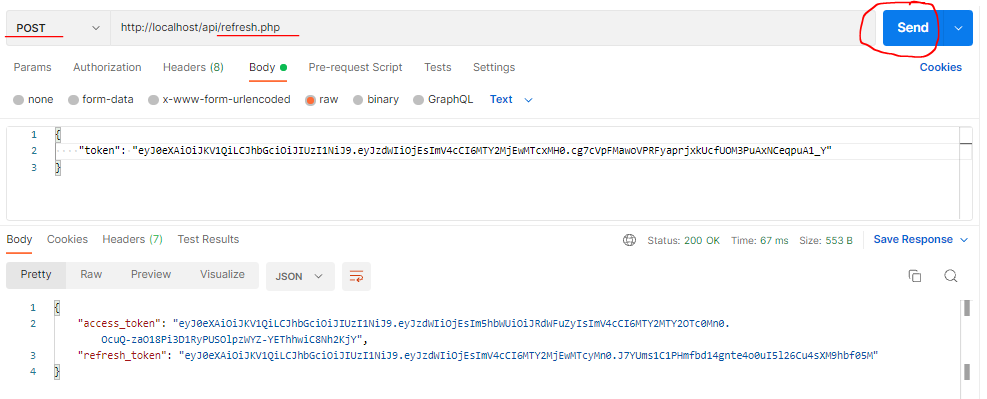 POST http://localhost/api/refresh.php Send
Params Authorization Headers (8) Body Pre-request Script Tests Settings Cookies
none form-data x-www-form-urlencoded raw binary GraphQL Text
1 {
2 "token": "eyJ0eXAiOiJKV1QiLCJhbGciOiJIUzI1NiJ9.eyJzdWIiOjEsImV4cCI6MTY2MjEwMTcxMH0.cg7cVpFMawoVPRFyaprjxkUcfUOM3PuAxNCeqpuA1_Y"
3 }
Body Cookies Headers (7) Test Results Status: 200 OK Time: 67 ms Size: 553 B Save Response
Pretty Raw Preview Visualize JSON
1 {
2 "access_token": "eyJ0eXAiOiJKV1QiLCJhbGciOiJIUzI1NiJ9.eyJzdWIiOjEsIm5hbWUiOiJRdWFuZyIsImV4cCI6MTY2MTY2OTc0Mn0.
OcuQ-zaO18Pi3D1RyPUSOlpzWYZ-YEThhwiC8Nh2KjY",
3 "refresh_token": "eyJ0eXAiOiJKV1QiLCJhbGciOiJIUzI1NiJ9.eyJzdWIiOjEsImV4cCI6MTY2MjEwMTcyMn0.J7YUms1C1PHmfbd14gnte4o0uI5l26Cu4sXM9hbf05M"
4 }